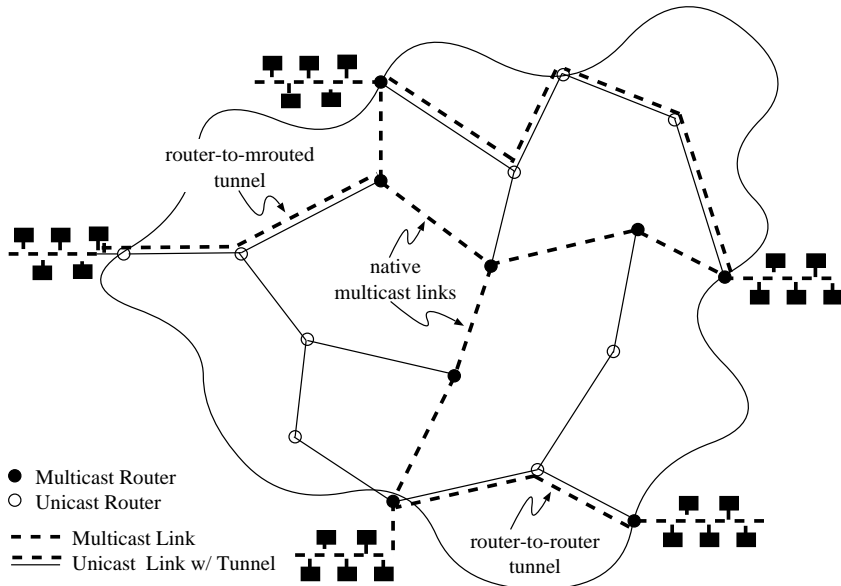 router-to-mrouted
tunnel
native
multicast links
Multicast Router
Unicast Router
Multicast Link
Unicast Link w/ Tunnel
router-to-router
tunnel